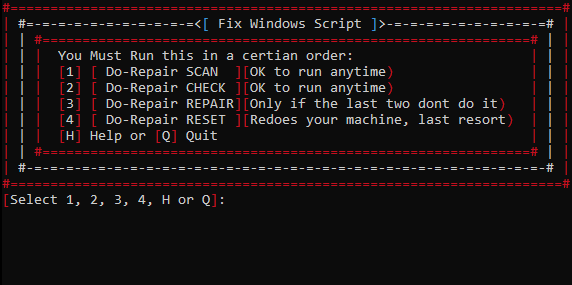 #=============================================================#
| #=-=-=-=-=-=-=-=-=-=<[ Fix Windows Script ]>-=-=-=-=-=-=-=-=-=# |
| | #=====================================================# | |
| | | You Must Run this in a certian order: | | |
| | | [1] [ Do-Repair SCAN ][OK to run anytime) | | |
| | | [2] [ Do-Repair CHECK ][OK to run anytime) | | |
| | | [3] [ Do-Repair REPAIR][Only if the last two dont do it) | | |
| | | [4] [ Do-Repair RESET ][Redoes your machine, last resort) | | |
| | | [H] Help or [Q] Quit | | |
| | #=====================================================# | |
| #-=-=-=-=-=-=-=-=-=-=-=-=-=-=-=-=-=-=-=-=-=-=-=-=-=-=-=-=-# |
#=============================================================#
[Select 1, 2, 3, 4, H or Q]: